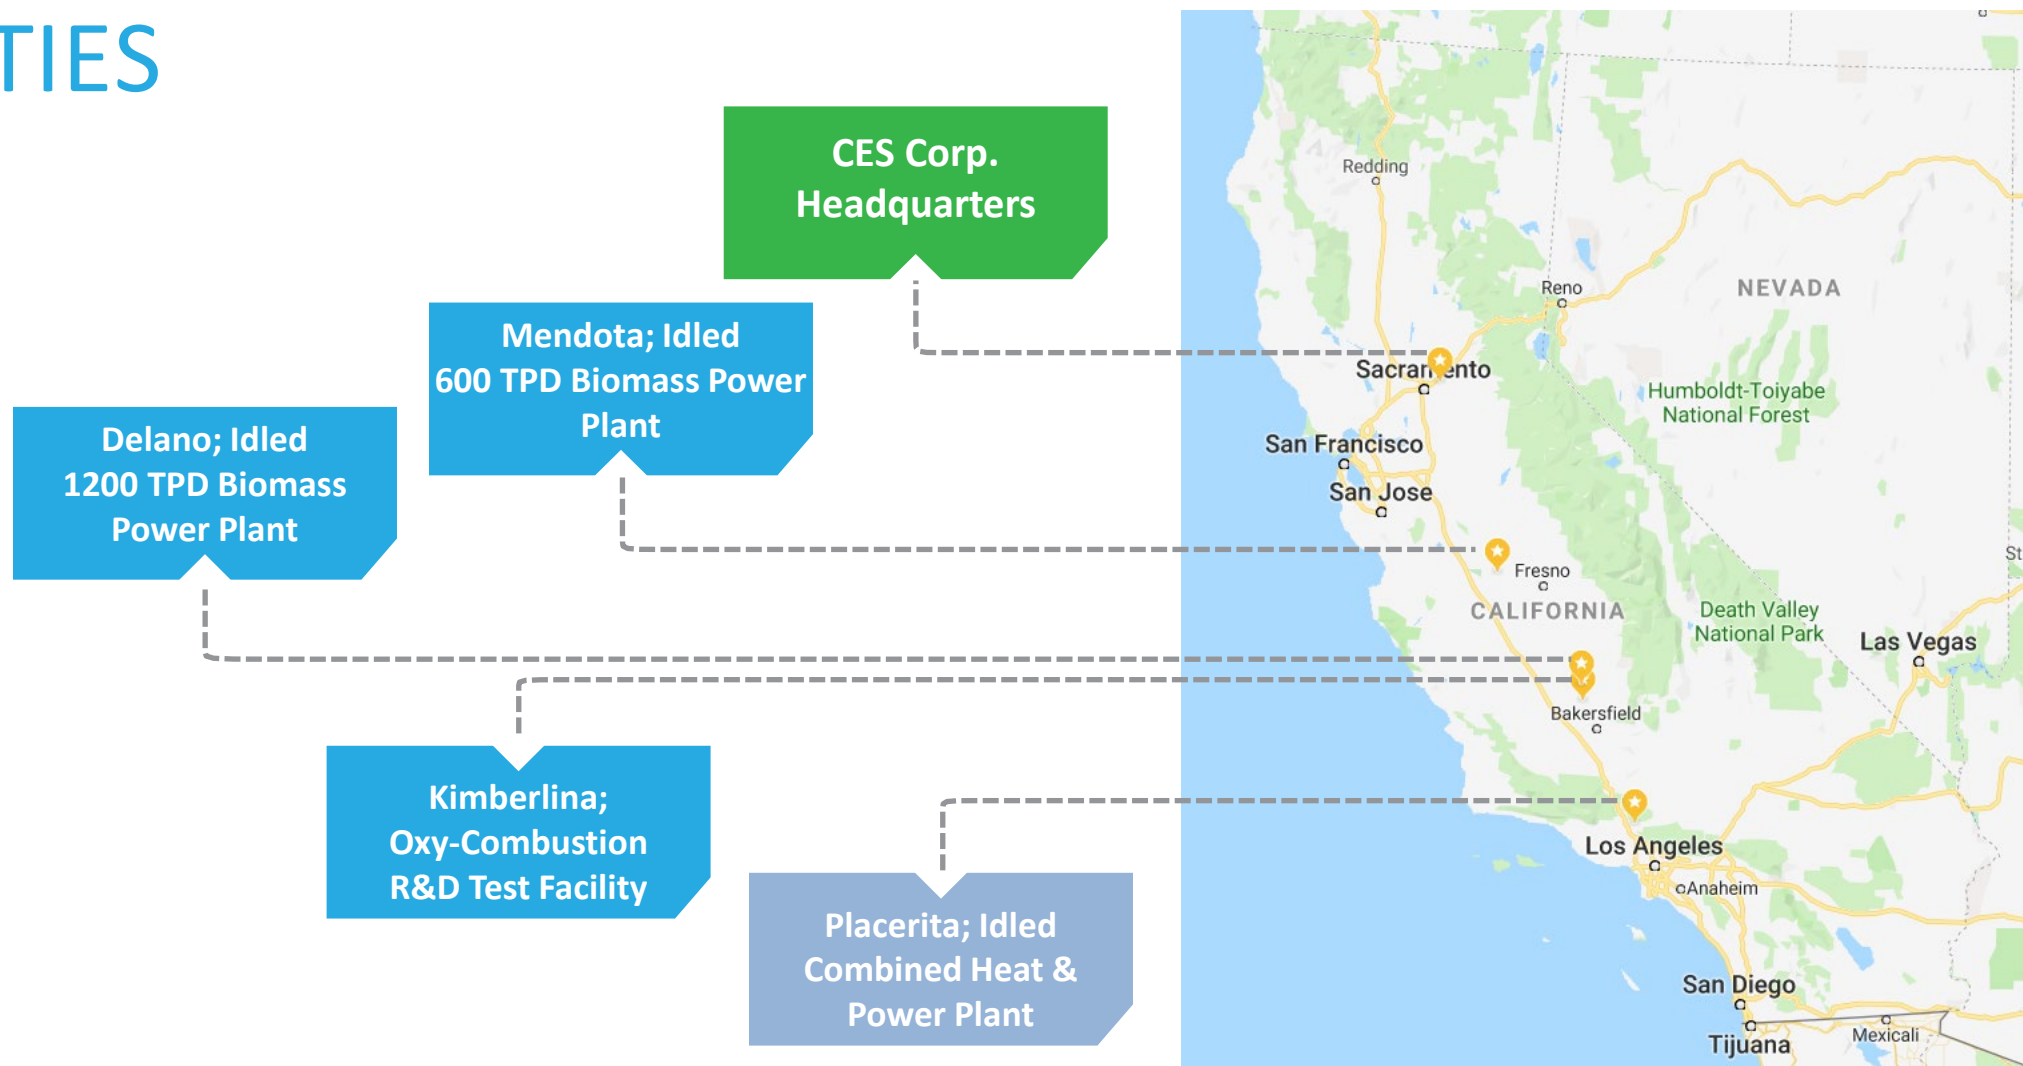 TIES
CES Corp.
Headquarters
Mendota; Idled
600 TPD Biomass Power
Plant
Delano; Idled
1200 TPD Biomass
Power Plant
Kimberlina;
Oxy-Combustion
R&D Test Facility
Placerita; Idled
Combined Heat &
Power Plant
Redding
Reno
NEVADA
Sacramento
Humboldt-Toiyabe
National Forest
San Francisco
San Jose
Fresno
St
CALIFORNIA
Death Valley
National Park
Las Vegas
Bakersfield
Los Angeles
Anaheim
San Diego
Tijuana
Mexicali